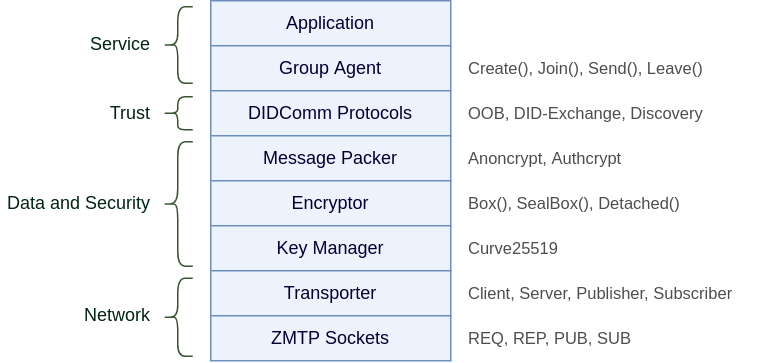 Application
Service
Group Agent Create(), Join(), Send(), Leave()
Trust DIDComm Protocols OOB, DID-Exchange, Discovery
Message Packer Anoncrypt, Authcrypt
Data and Security Encryptor Box(), SealBox(), Detached()
Key Manager Curve25519
Transporter Client, Server, Publisher, Subscriber
Network
ZMTP Sockets REQ, REP, PUB, SUB